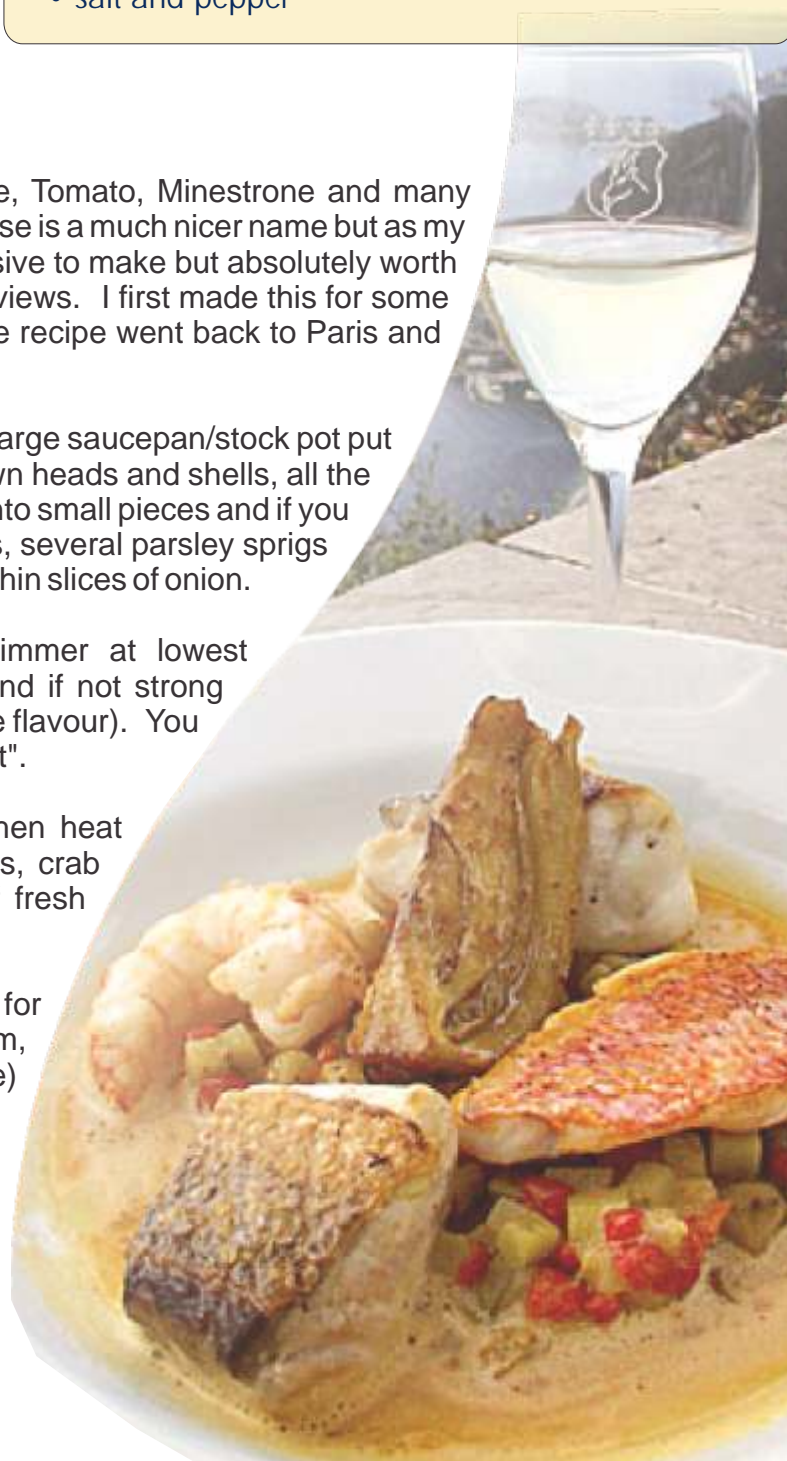 • salt and pepper
e, Tomato, Minestrone and many
se is a much nicer name but as my
sive to make but absolutely worth
views. I first made this for some
e recipe went back to Paris and
arge saucepan/stock pot put
wn heads and shells, all the
nto small pieces and if you
s, several parsley sprigs
hin slices of onion.
immer at lowest
nd if not strong
e flavour). You
t".
hen heat
s, crab
fresh
for
m,
e)